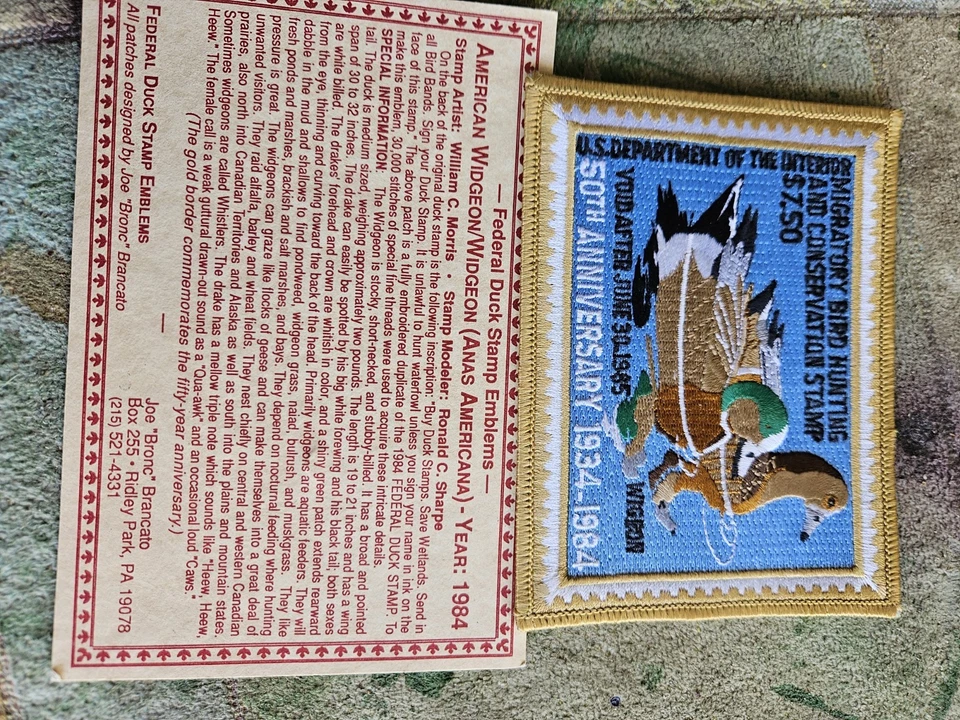 U.S. DEPARTMENT OF THE INTERIOR
MIGRATORY BIRD HUNTING
AND CONSERVATION STAMP
$7.50
VOID AFTER JUNE 30, 1985
WIGEON
50TH ANNIVERSARY 1934-1984
— Federal Duck Stamp Emblems —
AMERICAN WIDGEON/WIDGEON (ANAS AMERICANA) - YEAR: 1984
Stamp Artist: William C. Morris • Stamp Modeler: Ronald C. Sharpe
On the back of the original duck stamp is the following inscription: "Buy Duck Stamps. Save Wetlands. Send in
all Bird Bands. Sign your Duck Stamp. It is unlawful to hunt waterfowl unless you sign your name in ink on the
face of this stamp." The above patch is a fully embroidered duplicate of the 1984 FEDERAL DUCK STAMP. To
make this emblem, 30,000 stitches of special line threads were used to acquire these intricate details.
SPECIAL INFORMATION: The Widgeon is stocky, short-necked, and stubby-billed. It has a broad and pointed
tail. The duck is medium sized, weighing approximately two pounds. The length is 19 to 21 inches and has a wing
span of 30 to 32 inches. The drake can easily be spotted by his big white forewing and his black tail; both sexes
are white billed. The drakes' forehead and crown are which in color, and a shiny green patch extends rearward
from the eye, thinning and curving toward the back of the head. Primarily widgeons are aquatic feeders. They will
dabble in the mud and shallows to find pondweed, widgeon grass, naiad, bulrush, and muskgrass. They like
fresh ponds and marshes, brackish and salt marshes, and bays. They depend on nocturnal feeding where hunting
pressure is great. The widgeons can graze like flocks of geese and can make themselves into a great deal of
unwanted visitors. They raid alfalfa, barley and wheat fields. They nest chiefly on central and western Canadian
prairies, also north into Canadian Territories and Alaska as well as south into the plains and mountain states.
Sometimes widgeons are called Whistlers. The drake has a mellow triple note which sounds like "Heew, Heew,
Heew." The female call is a weak guttural drawn-out sound as a "Qua-awk" and an occasional loud "Caws."
(The gold border commemorates the fifty-year anniversary.)
—
FEDERAL DUCK STAMP EMBLEMS
All patches designed by Joe "Bronc" Brancato
Joe "Bronc" Brancato
Box 255 • Ridley Park, PA 19078
(215) 521-4331